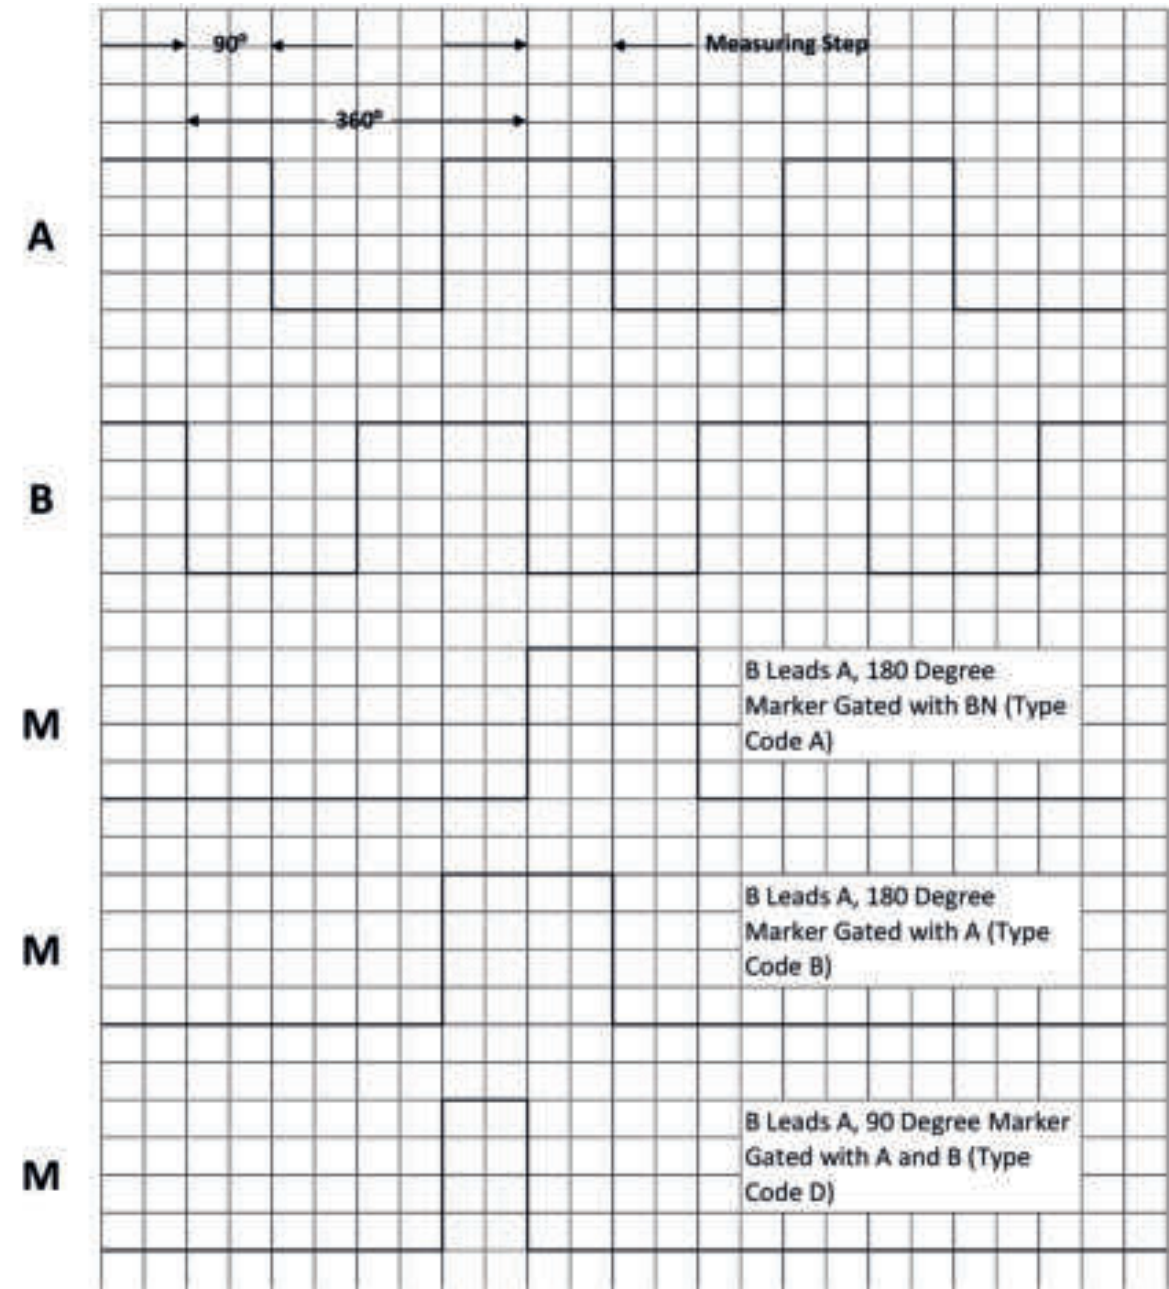 90° Measuring Step
360°
A
B
M
B Leads A, 180 Degree
Marker Gated with BN (Type
Code A)
M
B Leads A, 180 Degree
Marker Gated with A (Type
Code B)
M
B Leads A, 90 Degree Marker
Gated with A and B (Type
Code D)